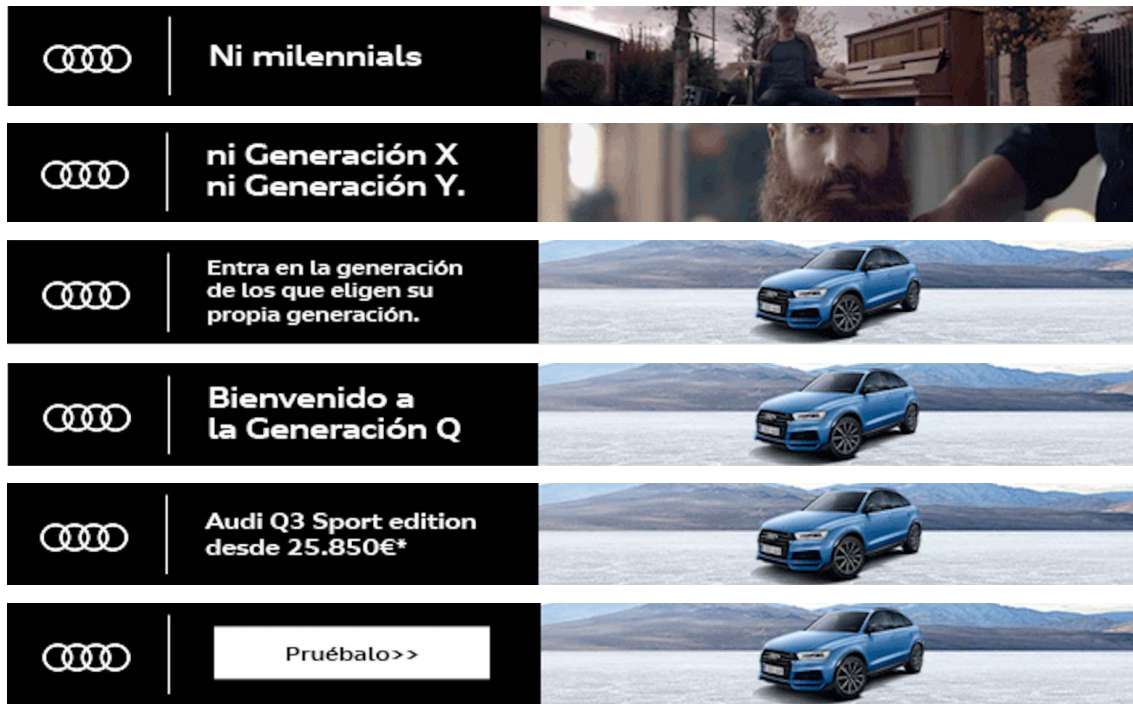 Ni milennials
ni Generación X
ni Generación Y.
Entra en la generación
de los que eligen su
propia generación.
Bienvenido a
la Generación Q
Audi Q3 Sport edition
desde 25.850€*
Pruébalo>>